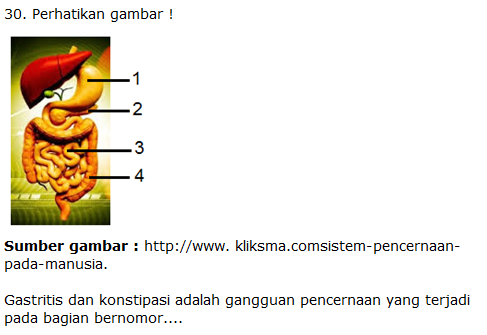 30. Perhatikan gambar !
1
2
3
4
Sumber gambar : http://www. kliksma.comsistem-pencernaan-
pada-manusia.
Gastritis dan konstipasi adalah gangguan pencernaan yang terjadi
pada bagian bernomor....